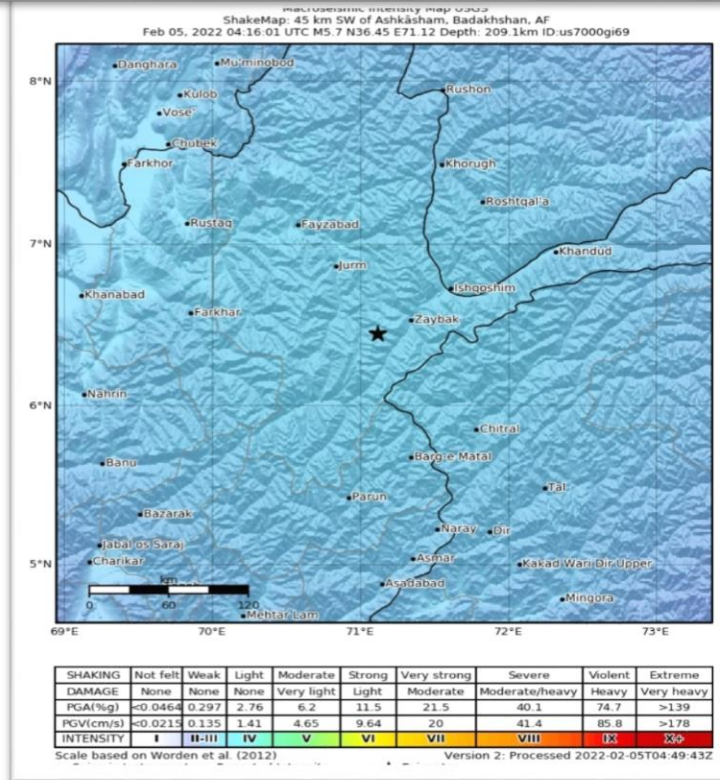 Macroseismic Intensity Map USGS
ShakeMap: 45 km SW of Ashkāsham, Badakhshan, AF
Feb 05, 2022 04:16:01 UTC M5.7 N36.45 E71.12 Depth: 209.1km ID:us7000gi69
Danghara
Mu'minobod
8°N
Rushon
Kulob
Vose'
Chubek
Farkhor
Khorugh
Roshtqal'a
Rustaq
Fayzabad
7°N
Khandud
Jurm
Ishqoshim
Khanabad
Farkhar
Zaybak
Nahrin
6°N
Chitral
Banu
Barg-e Matal
Tal
Parun
Bazarak
Naray
Dir
Jabal os Saraj
Asmar
Charikar
5°N
Kakad Wari Dir Upper
km
Asadabad
0 60 120
Mingora
Mehtar Lam
69°E 70°E 71°E 72°E 73°E
SHAKING Not felt Weak Light Moderate Strong Very strong Severe Violent Extreme
DAMAGE None None None Very light Light Moderate Moderate/heavy Heavy Very heavy
PGA(%g) <0.0464 0.297 2.76 6.2 11.5 21.5 40.1 74.7 >139
PGV(cm/s) <0.0215 0.135 1.41 4.65 9.64 20 41.4 85.8 >178
INTENSITY I II-III IV V VI VII VIII IX X+
Scale based on Worden et al. (2012) Version 2: Processed 2022-02-05T04:49:43Z